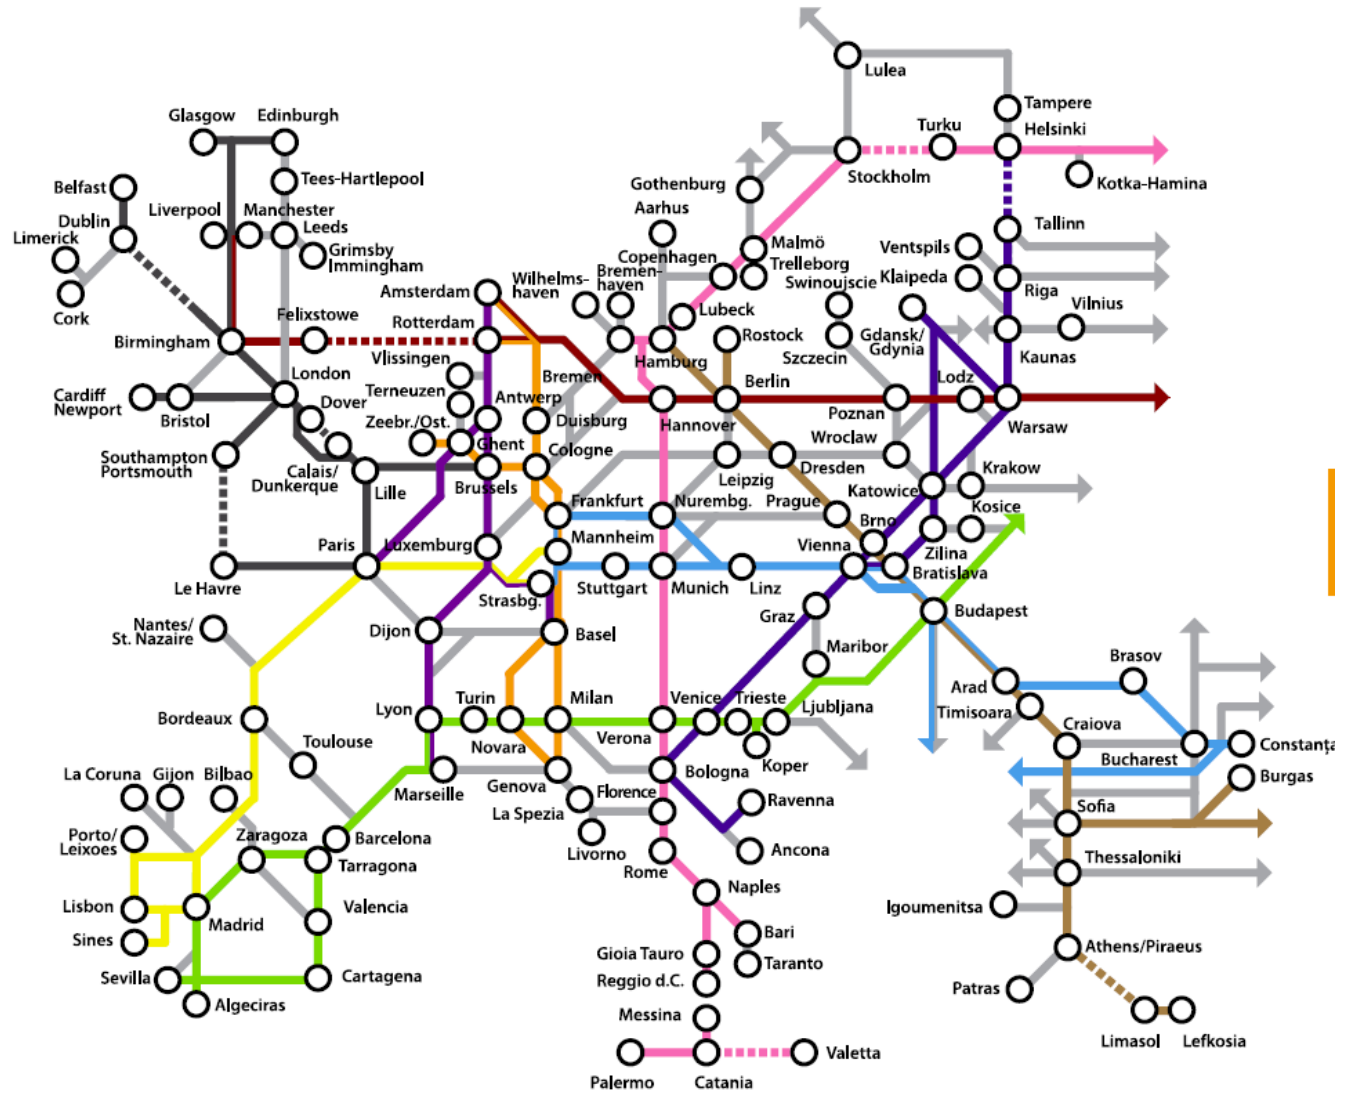 Lulea
Tampere
Glasgow
Edinburgh
Turku
Helsinki
Stockholm
Kotka-Hamina
Tees-Hartlepool
Belfast
Gothenburg
Liverpool
Manchester
Aarhus
Dublin
Leeds
Tallinn
Limerick
Grimsby
Immingham
Malmö
Ventspils
Copenhagen
Trelleborg
Wilhelms-
haven
Bremen-
haven
Swinoujscie
Klaipeda
Riga
Amsterdam
Vilnius
Cork
Felixstowe
Rotterdam
Lubeck
Rostock
Gdansk/
Gdynia
Birmingham
Vlissingen
Hamburg
Szczecin
Kaunas
London
Bremen
Berlin
Lodz
Cardiff
Newport
Terneuzen
Antwerp
Dover
Poznan
Bristol
Zeebr./Ost.
Duisburg
Hannover
Warsaw
Ghent
Wroclaw
Southampton
Portsmouth
Cologne
Calais/
Dunkerque
Dresden
Krakow
Brussels
Leipzig
Lille
Katowice
Frankfurt
Nurembg.
Prague
Kosice
Brno
Paris
Luxemburg
Mannheim
Vienna
Zilina
Bratislava
Le Havre
Strasbg.
Stuttgart
Munich
Linz
Graz
Budapest
Nantes/
St. Nazaire
Dijon
Basel
Maribor
Brasov
Arad
Lyon
Turin
Milan
Venice
Trieste
Ljubljana
Timisoara
Bordeaux
Craiova
Novara
Verona
Toulouse
Koper
Bucharest
Constanța
La Coruna
Gijon
Bilbao
Marseille
Genova
Bologna
Burgas
Florence
Ravenna
La Spezia
Sofia
Porto/
Leixoes
Zaragoza
Barcelona
Livorno
Ancona
Tarragona
Rome
Thessaloniki
Naples
Lisbon
Madrid
Valencia
Igoumenitsa
Bari
Sines
Gioia Tauro
Athens/Piraeus
Taranto
Sevilla
Cartagena
Reggio d.C.
Patras
Algeciras
Messina
Limasol
Lefkosia
Valetta
Palermo
Catania